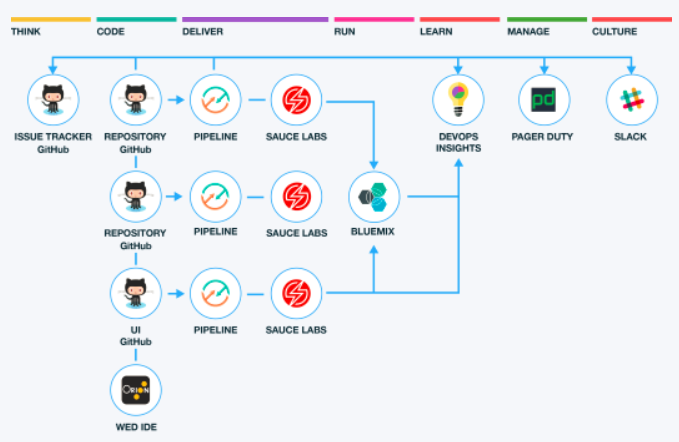 THINK
CODE
DELIVER
RUN
LEARN
MANAGE
CULTURE
pd
ISSUE TRACKER
GitHub
REPOSITORY
GitHub
PIPELINE
SAUCE LABS
DEVOPS
INSIGHTS
PAGER DUTY
SLACK
REPOSITORY
GitHub
PIPELINE
SAUCE LABS
BLUEMIX
UI
GitHub
PIPELINE
SAUCE LABS
ORION
WED IDE